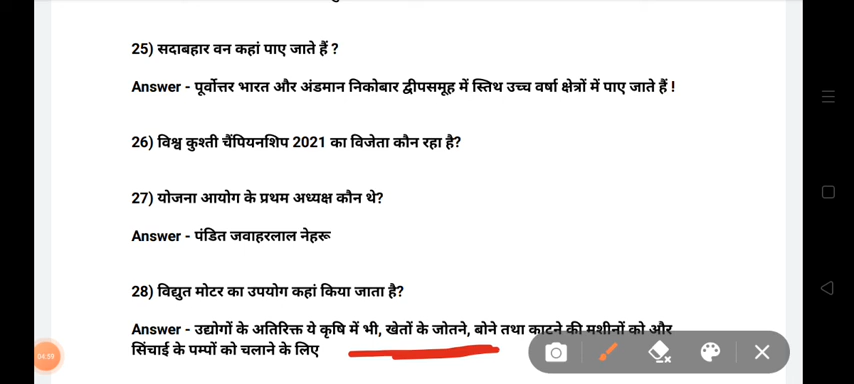 25) सदाबहार वन कहां पाए जाते हैं ?
Answer - पूर्वोत्तर भारत और अंडमान निकोबार द्वीपसमूह में स्तिथ उच्च वर्षा क्षेत्रों में पाए जाते हैं !
26) विश्व कुश्ती चैंपियनशिप 2021 का विजेता कौन रहा है?
27) योजना आयोग के प्रथम अध्यक्ष कौन थे?
Answer - पंडित जवाहरलाल नेहरू
28) विद्युत मोटर का उपयोग कहां किया जाता है?
Answer - उद्योगों के अतिरिक्त ये कृषि में भी, खेतों के जोतने, बोने तथा काटने की मशीनों को और
सिंचाई के पम्पों को चलाने के लिए
04:59